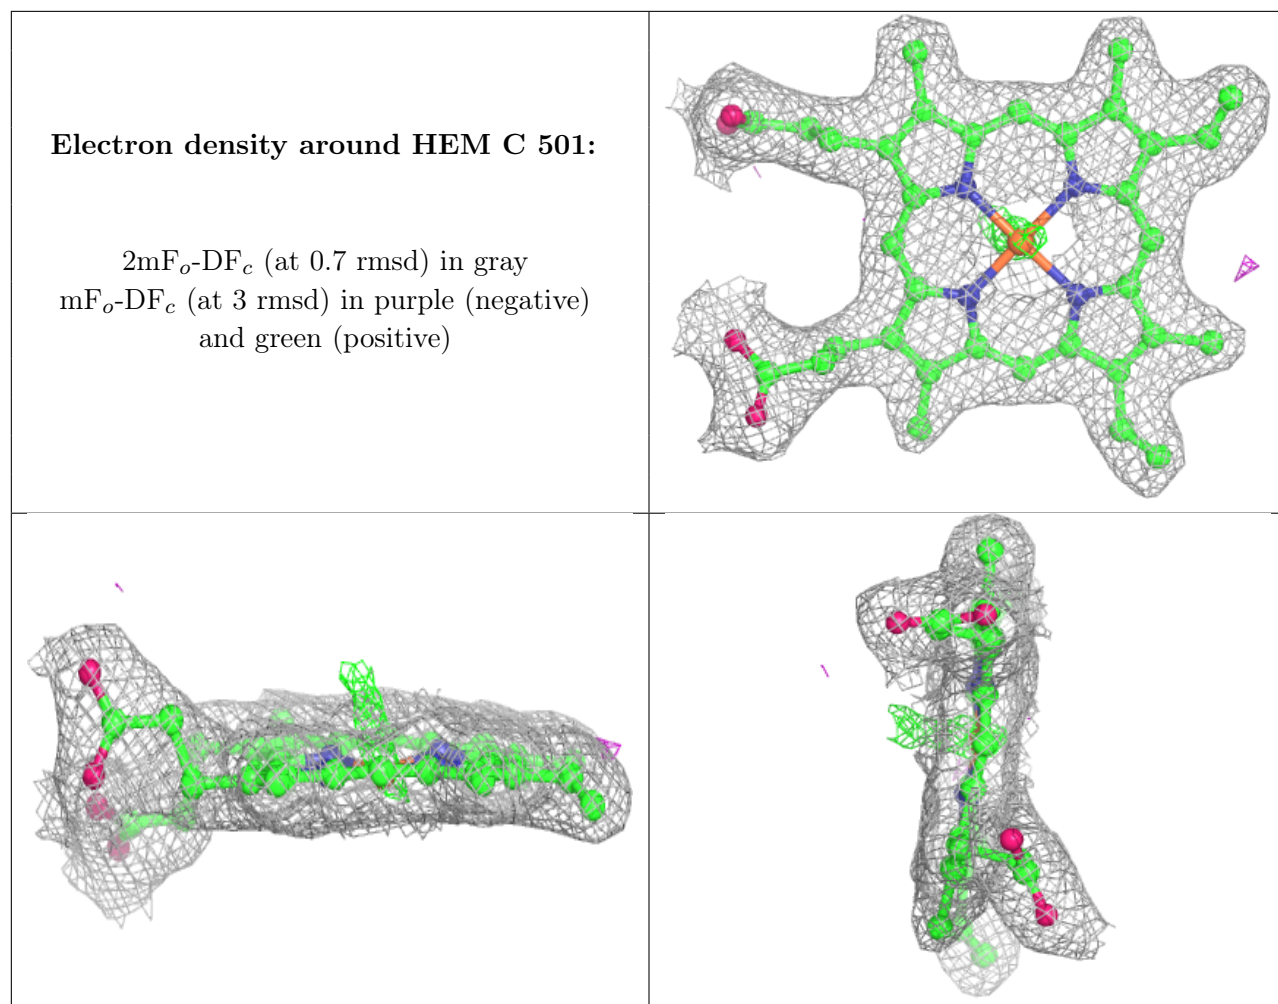 Electron density around HEM C 501:
2mFo-DFc (at 0.7 rmsd) in gray
mFo-DFc (at 3 rmsd) in purple (negative)
and green (positive)